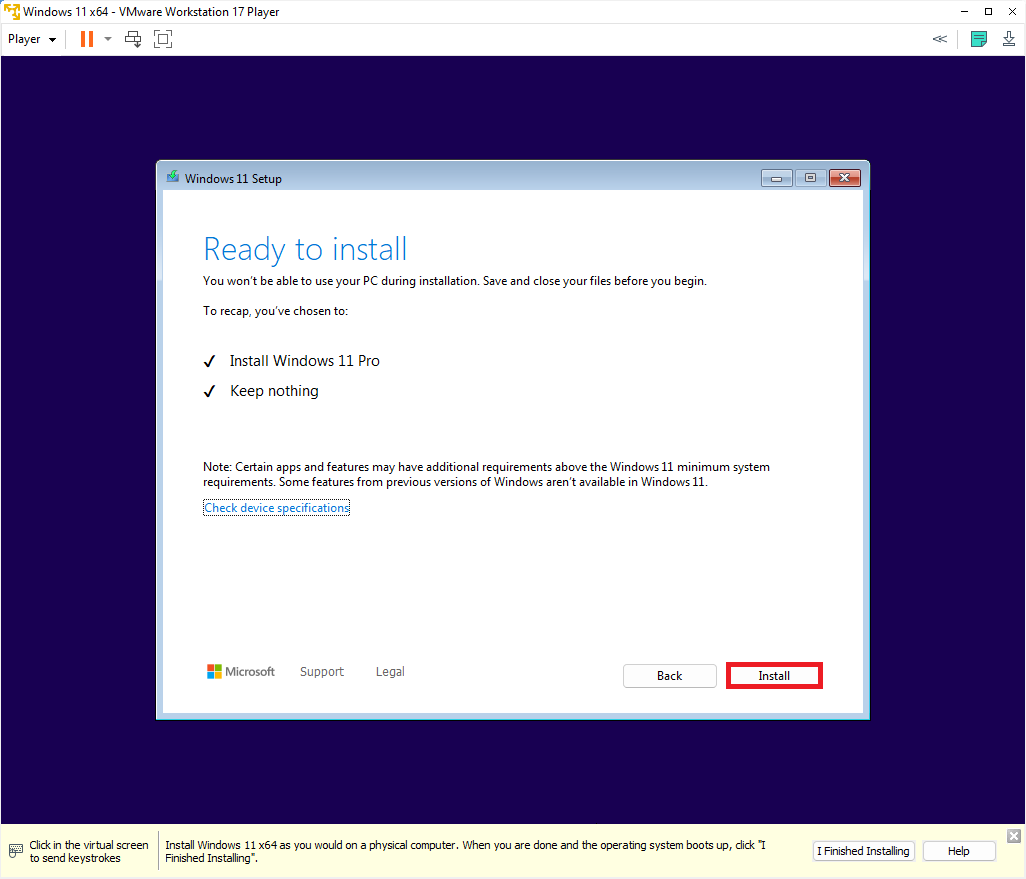 Windows 11 x64 - VMware Workstation 17 Player
Player
Windows 11 Setup
Ready to install
You won't be able to use your PC during installation. Save and close your files before you begin.
To recap, you've chosen to:
Install Windows 11 Pro
Keep nothing
Note: Certain apps and features may have additional requirements above the Windows 11 minimum system
requirements. Some features from previous versions of Windows aren't available in Windows 11.
Check device specifications
Microsoft Support Legal Back Install
Click in the virtual screen
to send keystrokes
Install Windows 11 x64 as you would on a physical computer. When you are done and the operating system boots up, click "I
Finished Installing".
I Finished Installing Help